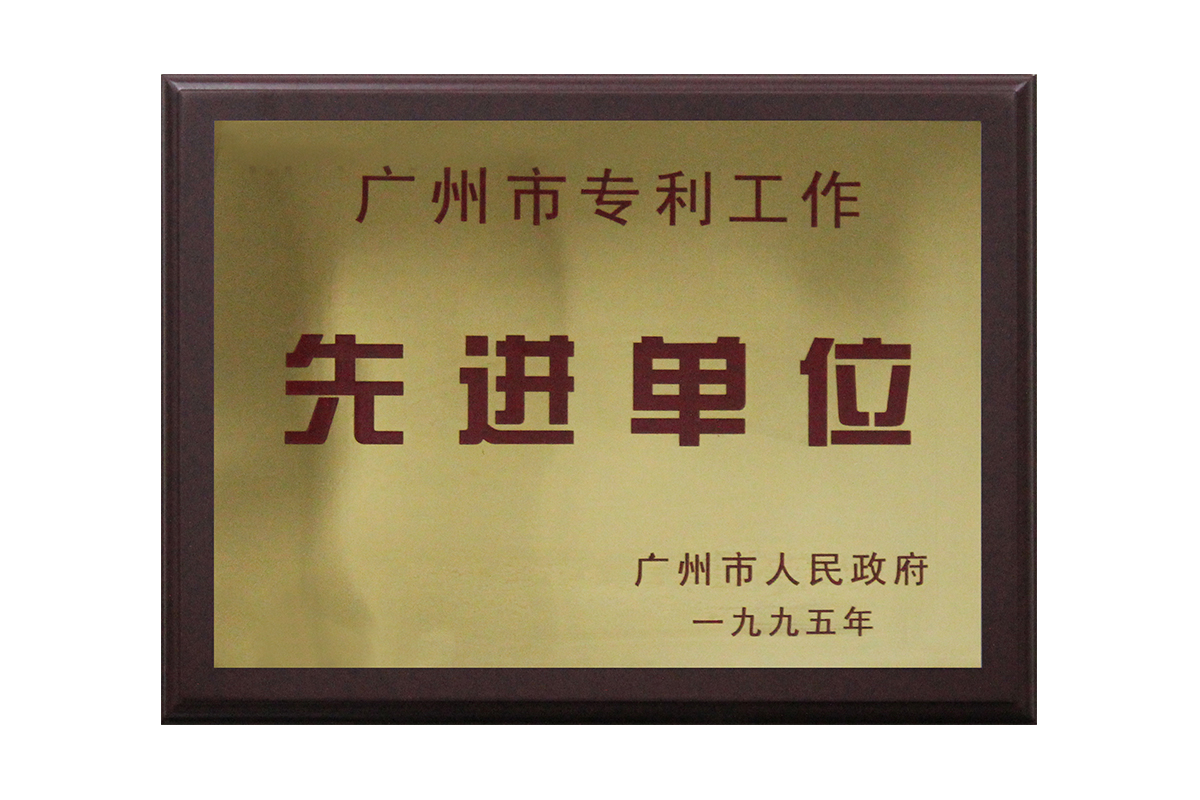 广州市专利工作
先进单位
广州市人民政府
一九九五年